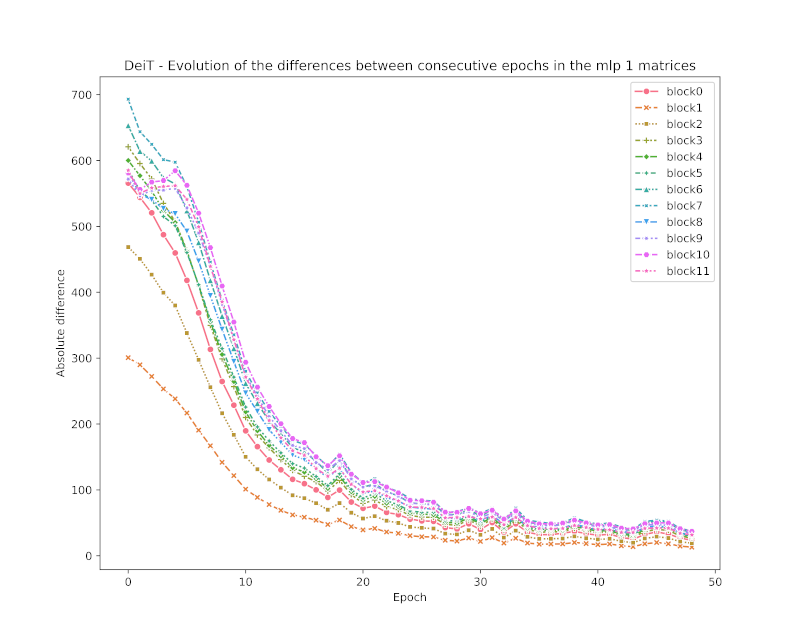 DeiT - Evolution of the differences between consecutive epochs in the mlp 1 matrices
700
600
500
400
300
200
100
0
Absolute difference
0 10 20 30 40 50
Epoch
block0
block1
block2
block3
block4
block5
block6
block7
block8
block9
block10
block11